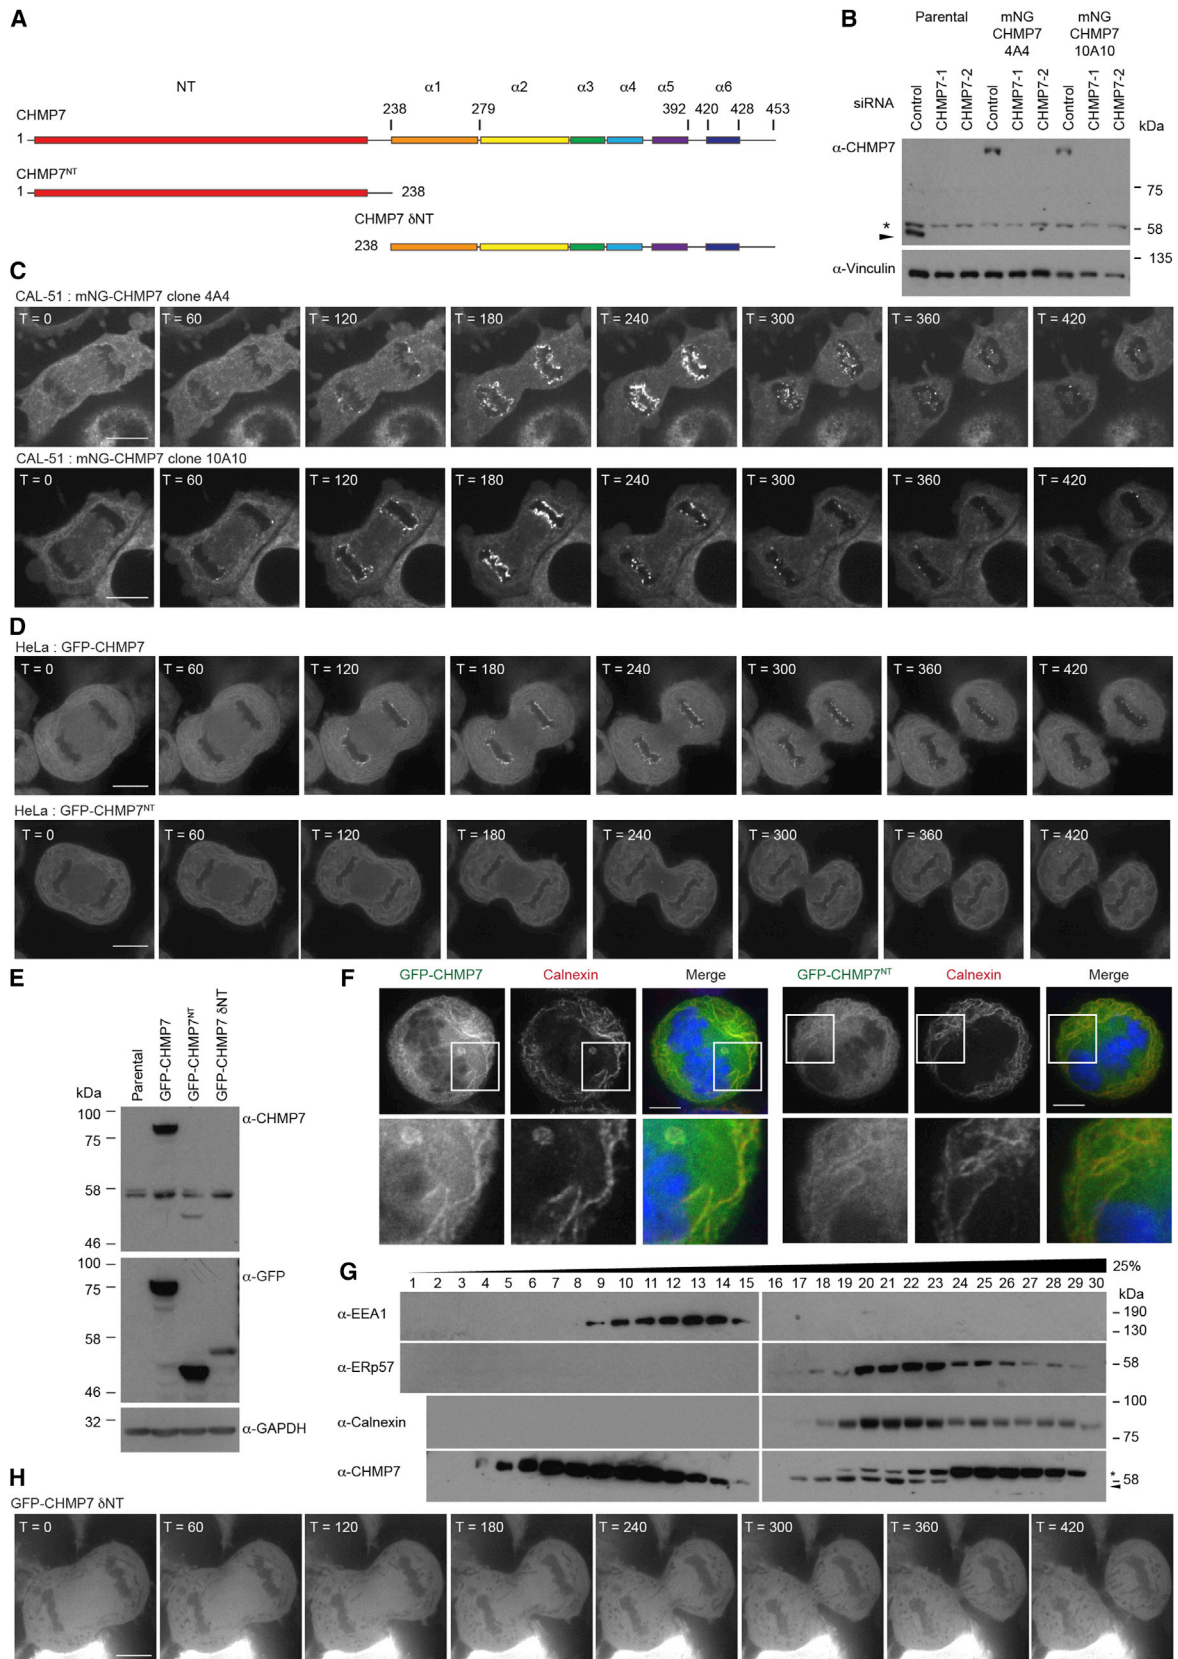 A
NT α1 α2 α3 α4 α5 α6
238 279 392 420 428 453
CHMP7
1
CHMP7NT
1 238
CHMP7 δNT
238
B
Parental mNG CHMP7 4A4 mNG CHMP7 10A10
siRNA Control CHMP7-1 CHMP7-2 Control CHMP7-1 CHMP7-2 Control CHMP7-1 CHMP7-2
kDa
α-CHMP7
75
*
58
135
α-Vinculin
C
CAL-51 : mNG-CHMP7 clone 4A4
T = 0 T = 60 T = 120 T = 180 T = 240 T = 300 T = 360 T = 420
CAL-51 : mNG-CHMP7 clone 10A10
T = 0 T = 60 T = 120 T = 180 T = 240 T = 300 T = 360 T = 420
D
HeLa : GFP-CHMP7
T = 0 T = 60 T = 120 T = 180 T = 240 T = 300 T = 360 T = 420
HeLa : GFP-CHMP7NT
T = 0 T = 60 T = 120 T = 180 T = 240 T = 300 T = 360 T = 420
E
Parental GFP-CHMP7 GFP-CHMP7NT GFP-CHMP7 δNT
kDa
100 α-CHMP7
75
58
46
100 α-GFP
75
58
46
32 α-GAPDH
F
GFP-CHMP7 Calnexin Merge GFP-CHMP7NT Calnexin Merge
G
25%
1 2 3 4 5 6 7 8 9 10 11 12 13 14 15 16 17 18 19 20 21 22 23 24 25 26 27 28 29 30
kDa
α-EEA1 190
130
α-ERp57 58
α-Calnexin 100
75
α-CHMP7 *
58
H
GFP-CHMP7 δNT
T = 0 T = 60 T = 120 T = 180 T = 240 T = 300 T = 360 T = 420